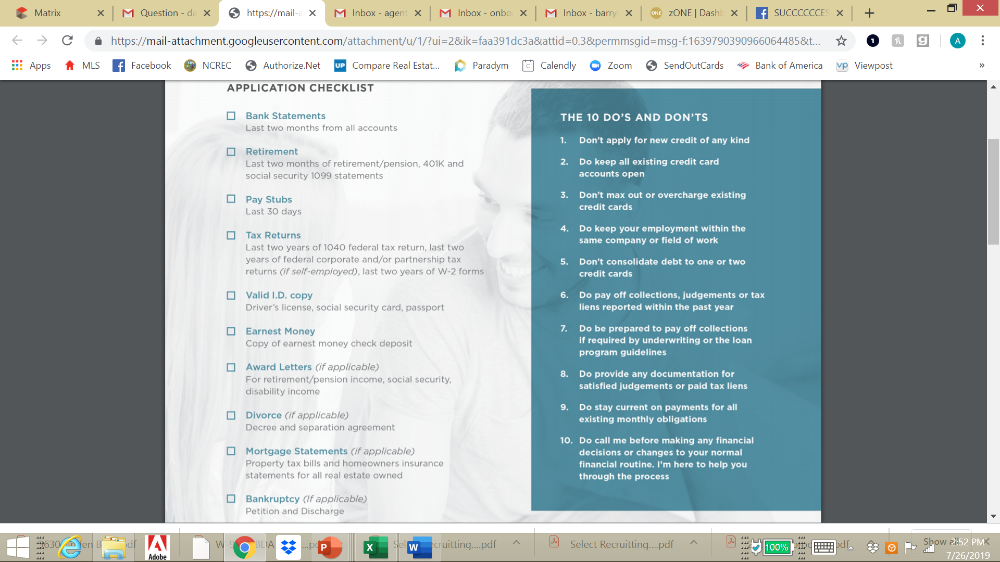 Matrix
Question - da
https://mail-a
Inbox - agent
Inbox - onbo
Inbox - barry
zONE | Dashb
SUCCCCCCES
https://mail-attachment.googleusercontent.com/attachment/u/1/?ui=2&ik=faa391dc3a&attid=0.3&permmsgid=msg-f:1639790390966064485&t...
A
Apps
MLS
Facebook
NCREC
Authorize.Net
UP
Compare Real Estat...
Paradym
Calendly
Zoom
SendOutCards
Bank of America
vp
Viewpost
»
APPLICATION CHECKLIST
Bank Statements
Last two months from all accounts
Retirement
Last two months of retirement/pension, 401K and
social security 1099 statements
Pay Stubs
Last 30 days
Tax Returns
Last two years of 1040 federal tax return, last two
years of federal corporate and/or partnership tax
returns (if self-employed), last two years of W-2 forms
Valid I.D. copy
Driver's license, social security card, passport
Earnest Money
Copy of earnest money check deposit
Award Letters (if applicable)
For retirement/pension income, social security,
disability income
Divorce (if applicable)
Decree and separation agreement
Mortgage Statements (if applicable)
Property tax bills and homeowners insurance
statements for all real estate owned
Bankruptcy (If applicable)
Petition and Discharge
THE 10 DO'S AND DON'TS
1. Don't apply for new credit of any kind
2. Do keep all existing credit card
accounts open
3. Don't max out or overcharge existing
credit cards
4. Do keep your employment within the
same company or field of work
5. Don't consolidate debt to one or two
credit cards
6. Do pay off collections, judgements or tax
liens reported within the past year
7. Do be prepared to pay off collections
if required by underwriting or the loan
program guidelines
8. Do provide any documentation for
satisfied judgements or paid tax liens
9. Do stay current on payments for all
existing monthly obligations
10. Do call me before making any financial
decisions or changes to your normal
financial routine. I'm here to help you
through the process
Adobe
Select Recruitting....pdf
100%
2:52 PM
7/26/2019